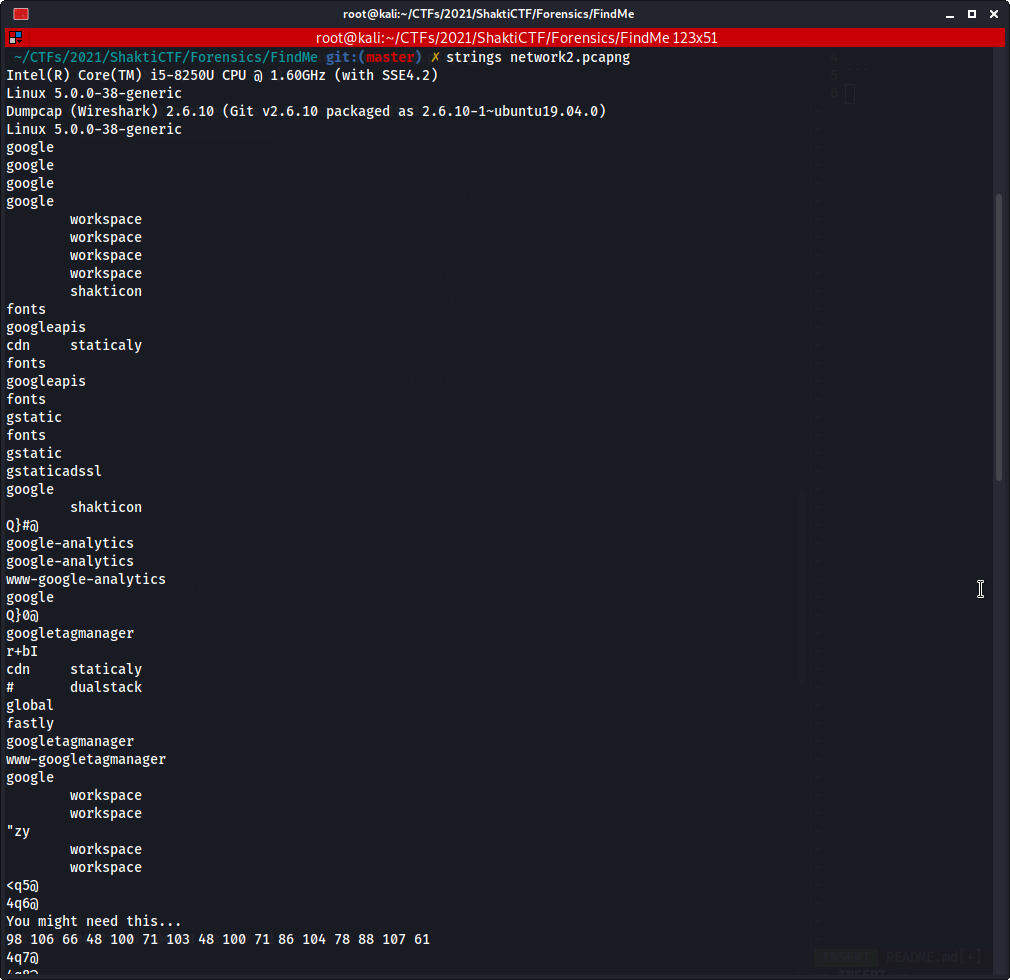 root@kali:~/CTFs/2021/ShaktiCTF/Forensics/FindMe
root@kali:~/CTFs/2021/ShaktiCTF/Forensics/FindMe 123x51
~/CTFs/2021/ShaktiCTF/Forensics/FindMe git:(master) ✗ strings network2.pcapng
Intel(R) Core(TM) i5-8250U CPU @ 1.60GHz (with SSE4.2)
Linux 5.0.0-38-generic
Dumpcap (Wireshark) 2.6.10 (Git v2.6.10 packaged as 2.6.10-1~ubuntu19.04.0)
Linux 5.0.0-38-generic
google
google
google
google
workspace
workspace
workspace
workspace
shakticon
fonts
googleapis
cdn staticaly
fonts
googleapis
fonts
gstatic
fonts
gstatic
gstaticadssl
google
shakticon
Q}#@
google-analytics
google-analytics
www-google-analytics
google
Q}0@
googletagmanager
r+bI
cdn staticaly
# dualstack
global
fastly
googletagmanager
www-googletagmanager
google
workspace
workspace
"zy
workspace
workspace
<q5@
4q6@
You might need this...
98 106 66 48 100 71 103 48 100 71 86 104 78 88 107 61
4q7@
4
5
6
README.md[+]